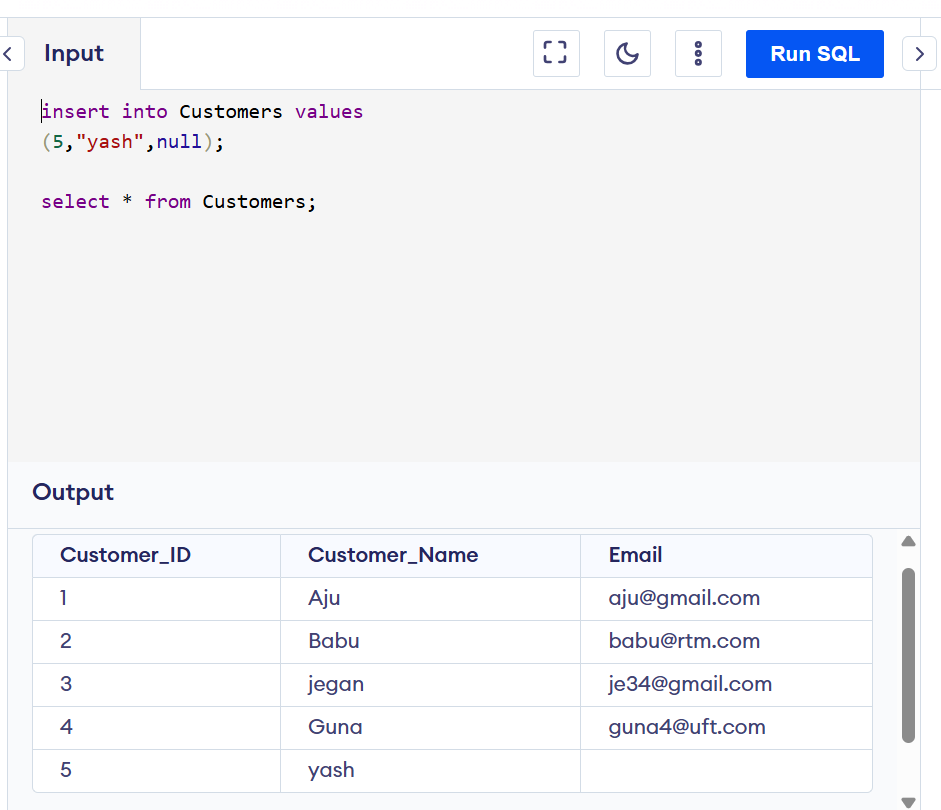 Input
Run SQL
insert into Customers values
(5,"yash",null);
select * from Customers;
Output
Customer_ID Customer_Name Email
1 Aju aju@gmail.com
2 Babu babu@rtm.com
3 jegan je34@gmail.com
4 Guna guna4@uft.com
5 yash